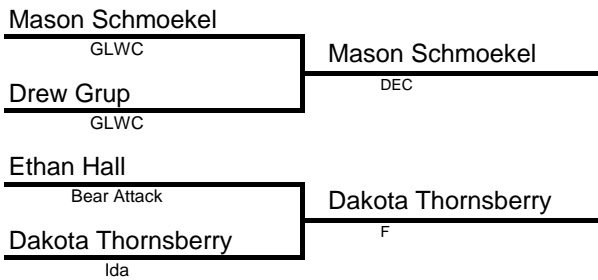 Mason Schmoekel
GLWC
Mason Schmoekel
DEC
Drew Grup
GLWC
Ethan Hall
Bear Attack
Dakota Thornsberry
F
Dakota Thornsberry
Ida